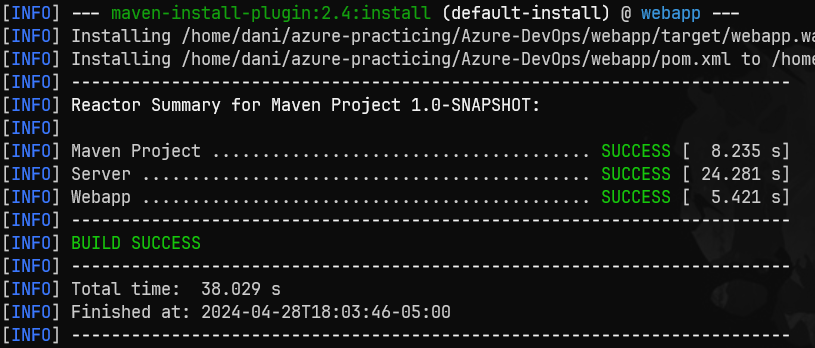 [INFO] --- maven-install-plugin:2.4:install (default-install) @ webapp ---
[INFO] Installing /home/dani/azure-practicing/Azure-DevOps/webapp/target/webapp.wa
[INFO] Installing /home/dani/azure-practicing/Azure-DevOps/webapp/pom.xml to /home
[INFO] ------------------------------------------------------------------------
[INFO] Reactor Summary for Maven Project 1.0-SNAPSHOT:
[INFO]
[INFO] Maven Project ...................................... SUCCESS [  8.235 s]
[INFO] Server ............................................. SUCCESS [ 24.281 s]
[INFO] Webapp ............................................. SUCCESS [  5.421 s]
[INFO] ------------------------------------------------------------------------
[INFO] BUILD SUCCESS
[INFO] ------------------------------------------------------------------------
[INFO] Total time:  38.029 s
[INFO] Finished at: 2024-04-28T18:03:46-05:00
[INFO] ------------------------------------------------------------------------